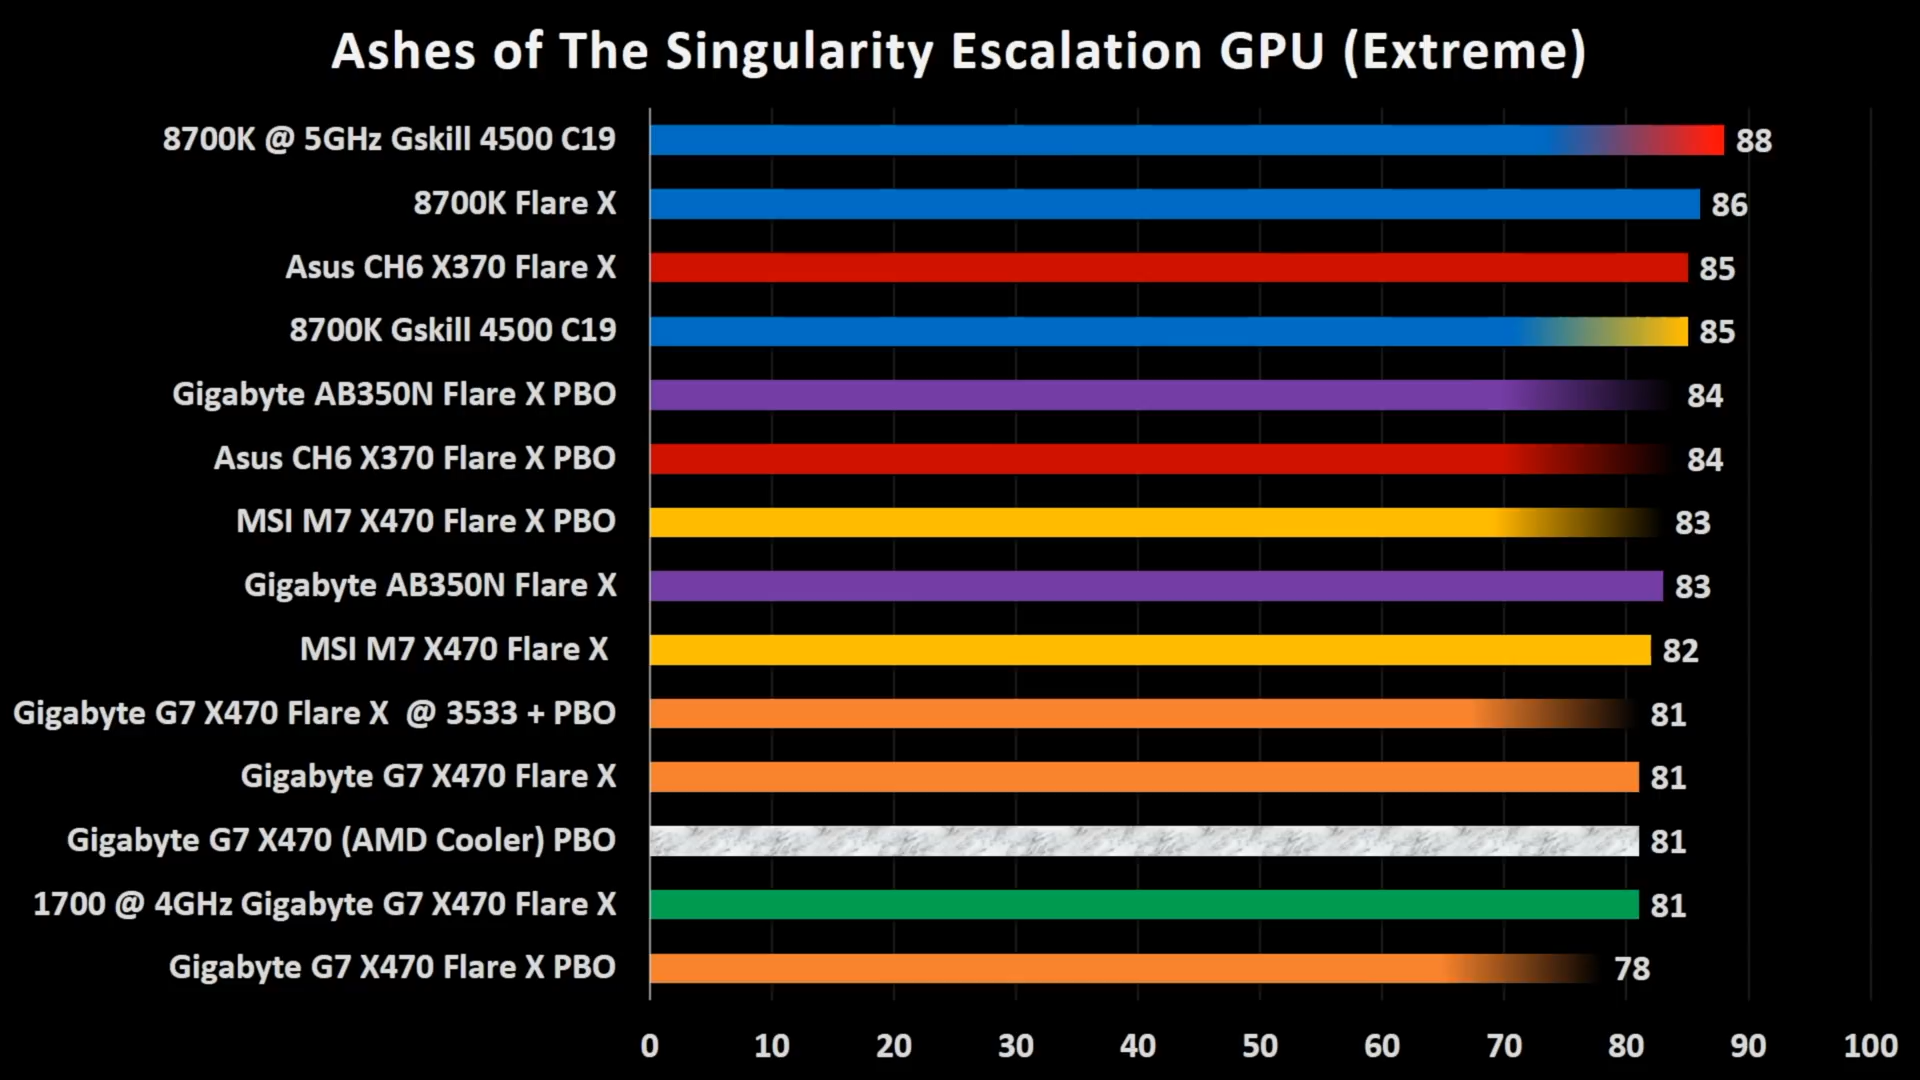 Ashes of The Singularity Escalation GPU (Extreme)
8700K @ 5GHz Gskill 4500 C19 88
8700K Flare X 86
Asus CH6 X370 Flare X 85
8700K Gskill 4500 C19 85
Gigabyte AB350N Flare X PBO 84
Asus CH6 X370 Flare X PBO 84
MSI M7 X470 Flare X PBO 83
Gigabyte AB350N Flare X 83
MSI M7 X470 Flare X 82
Gigabyte G7 X470 Flare X @ 3533 + PBO 81
Gigabyte G7 X470 Flare X 81
Gigabyte G7 X470 (AMD Cooler) PBO 81
1700 @ 4GHz Gigabyte G7 X470 Flare X 81
Gigabyte G7 X470 Flare X PBO 78
0 10 20 30 40 50 60 70 80 90 100